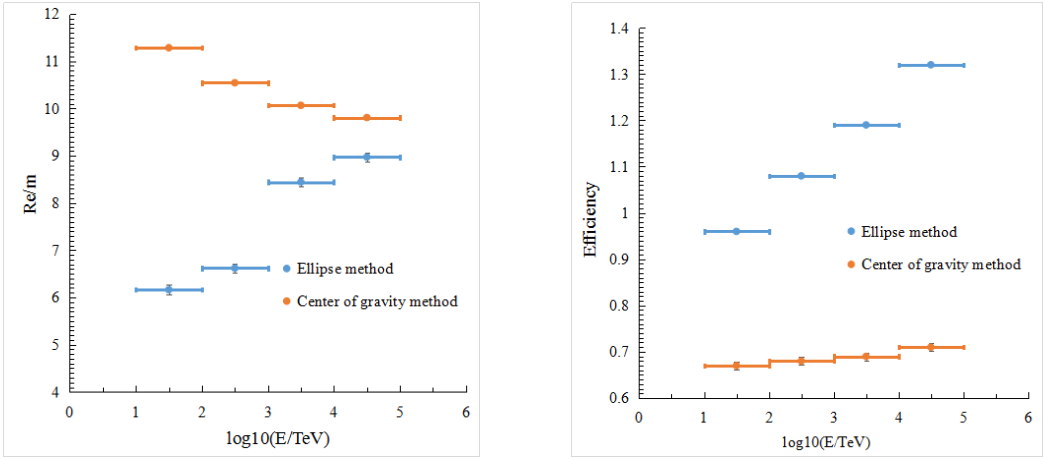 12
11
10
9
8
7
6
5
4
Re/m
0 1 2 3 4 5 6
log10(E/TeV)
Ellipse method
Center of gravity method
1.4
1.3
1.2
1.1
1
0.9
0.8
0.7
0.6
Efficiency
0 1 2 3 4 5 6
log10(E/TeV)
Ellipse method
Center of gravity method